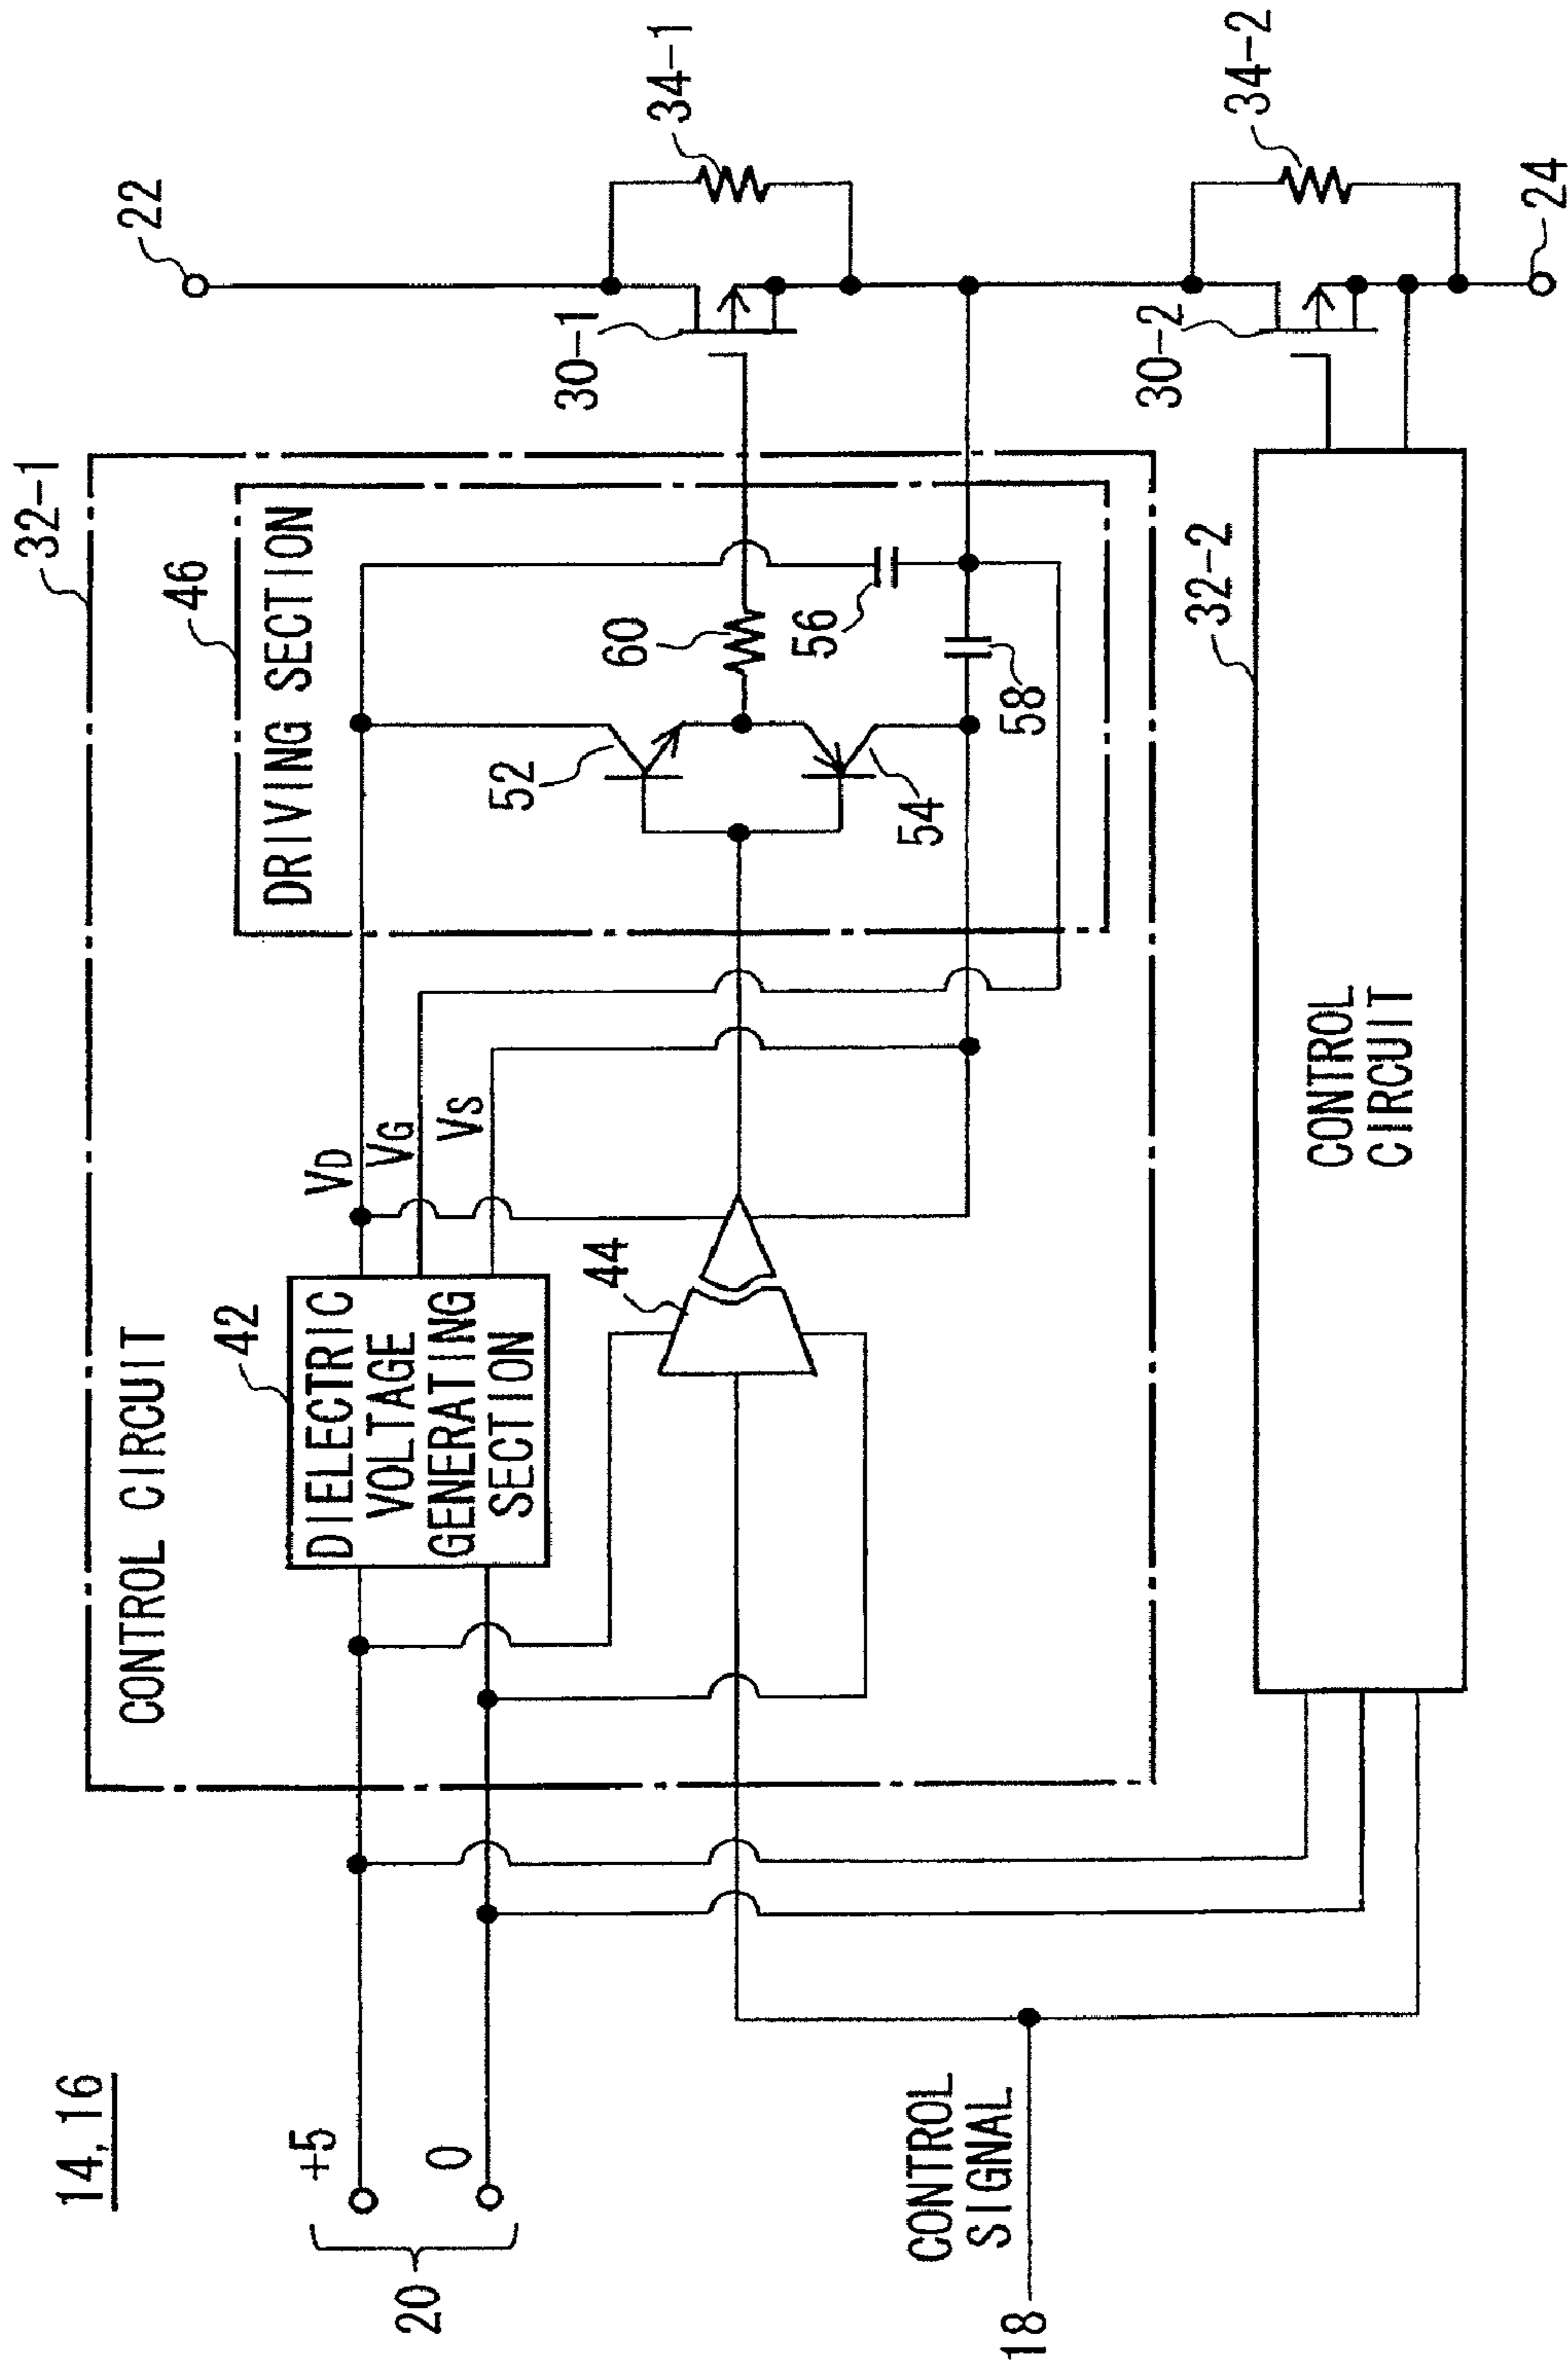 14, 16
20
+5
0
CONTROL
SIGNAL
18
CONTROL CIRCUIT
32-1
42
DIELECTRIC
VOLTAGE
GENERATING
SECTION
VD
VG
VS
44
46
DRIVING SECTION
52
54
60
56
58
22
30-1
34-1
32-2
CONTROL
CIRCUIT
30-2
34-2
24